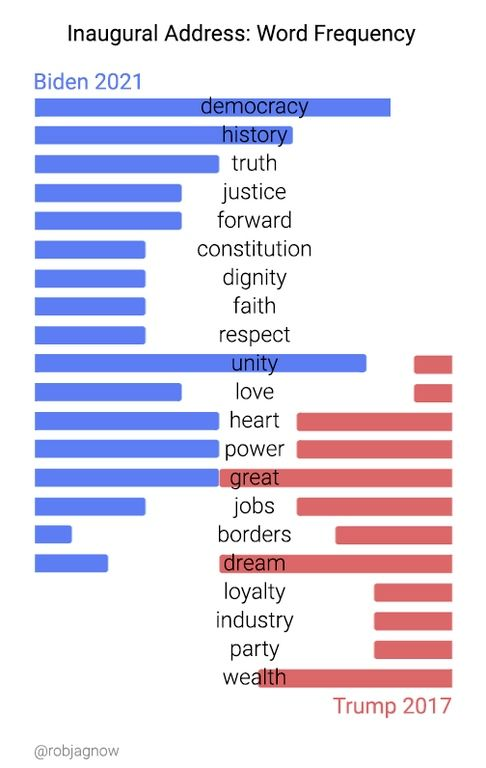 Inaugural Address: Word Frequency
Biden 2021
democracy
history
truth
justice
forward
constitution
dignity
faith
respect
unity
love
heart
power
great
jobs
borders
dream
loyalty
industry
party
wealth
Trump 2017
@robjagnow